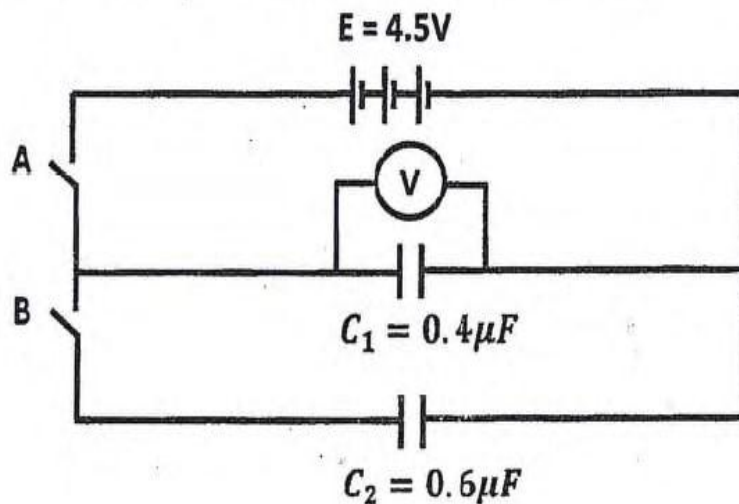 E = 4.5V
A
V
B
C₁ = 0.4μF
C₂ = 0.6μF